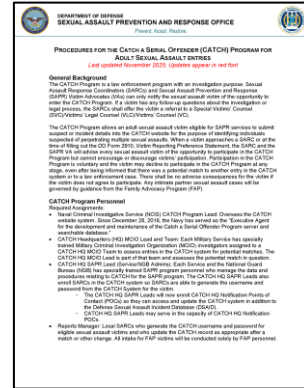 DEPARTMENT OF DEFENSE
SEXUAL ASSAULT PREVENTION AND RESPONSE OFFICE
Prevent. Assist. Restore.
PROCEDURES FOR THE CATCH A SERIAL OFFENDER (CATCH) PROGRAM FOR
ADULT SEXUAL ASSAULT ENTRIES
Last updated November 2025. Updates appear in red font
General Background
The CATCH Program is a law enforcement program with an investigation purpose. Sexual
Assault Response Coordinators (SARCs) and Sexual Assault Prevention and Response
(SAPR) Victim Advocates (VAs) can only notify the sexual assault victim of the opportunity to
enter the CATCH Program. If a victim has any follow-up questions about the investigation or
legal process, the SARCs shall offer the victim a referral to a Special Victims' Counsel
(SVC)/Victims' Legal Counsel (VLC)/Victims' Counsel (VC).
The CATCH Program allows an adult sexual assault victim eligible for SAPR services to submit
suspect or incident details into the CATCH website for the purpose of identifying individuals
suspected of perpetrating multiple sexual assaults. When a victim approaches a SARC or at the
time of filling out the DD Form 2910, Victim Reporting Preference Statement, the SARC and the
SAPR VA will advise every sexual assault victim of the opportunity to participate in the CATCH
Program but cannot encourage or discourage victims' participation. Participation in the CATCH
Program is voluntary and the victim may decline to participate in the CATCH Program at any
stage, even after being informed that there was a potential match to another entry in the CATCH
system or to a law enforcement case. There shall be no adverse consequences for the victim if
the victim does not agree to participate. Any intimate partner sexual assault cases will be
governed by guidance from the Family Advocacy Program (FAP).
CATCH Program Personnel
Required Assignments:
• Naval Criminal Investigative Service (NCIS) CATCH Program Lead: Oversees the CATCH
website system. Since December 28, 2018, the Navy has served as the "Executive Agent
for the development and maintenance of the Catch a Serial Offender Program server and
searchable database."
• CATCH Headquarters (HQ) MCIO Lead and Team: Each Military Service has specially
trained Military Criminal Investigative Organization (MCIO) investigators assigned to a
CATCH HQ MCIO Team to assess entries in the CATCH system for potential matches. The
CATCH MCIO Lead is part of that team and assesses the potential match in question.
• CATCH HQ SAPR Lead (Service/NGB Admins): Each Service and the National Guard
Bureau (NGB) has specially trained SAPR program personnel who manage the data and
procedures relating to CATCH for the SAPR program. The CATCH HQ SAPR Leads also
enroll SARCs in the CATCH system so SARCs are able to generate the username and
password from the CATCH System for the victim.
- The CATCH HQ SAPR Leads will now enroll CATCH HQ Notification Points of
Contact (POCs) so they can access and update the CATCH system in addition to
the Defense Sexual Assault Incident Database (DSAID).
- CATCH HQ SAPR Leads may serve in the capacity of CATCH HQ Notification
POCs.
• Reports Manager: Local SARCs who generate the CATCH username and password for
eligible sexual assault victims and who update the CATCH record as appropriate after a
match or other change. All intake for FAP victims will be conducted solely by FAP personnel.